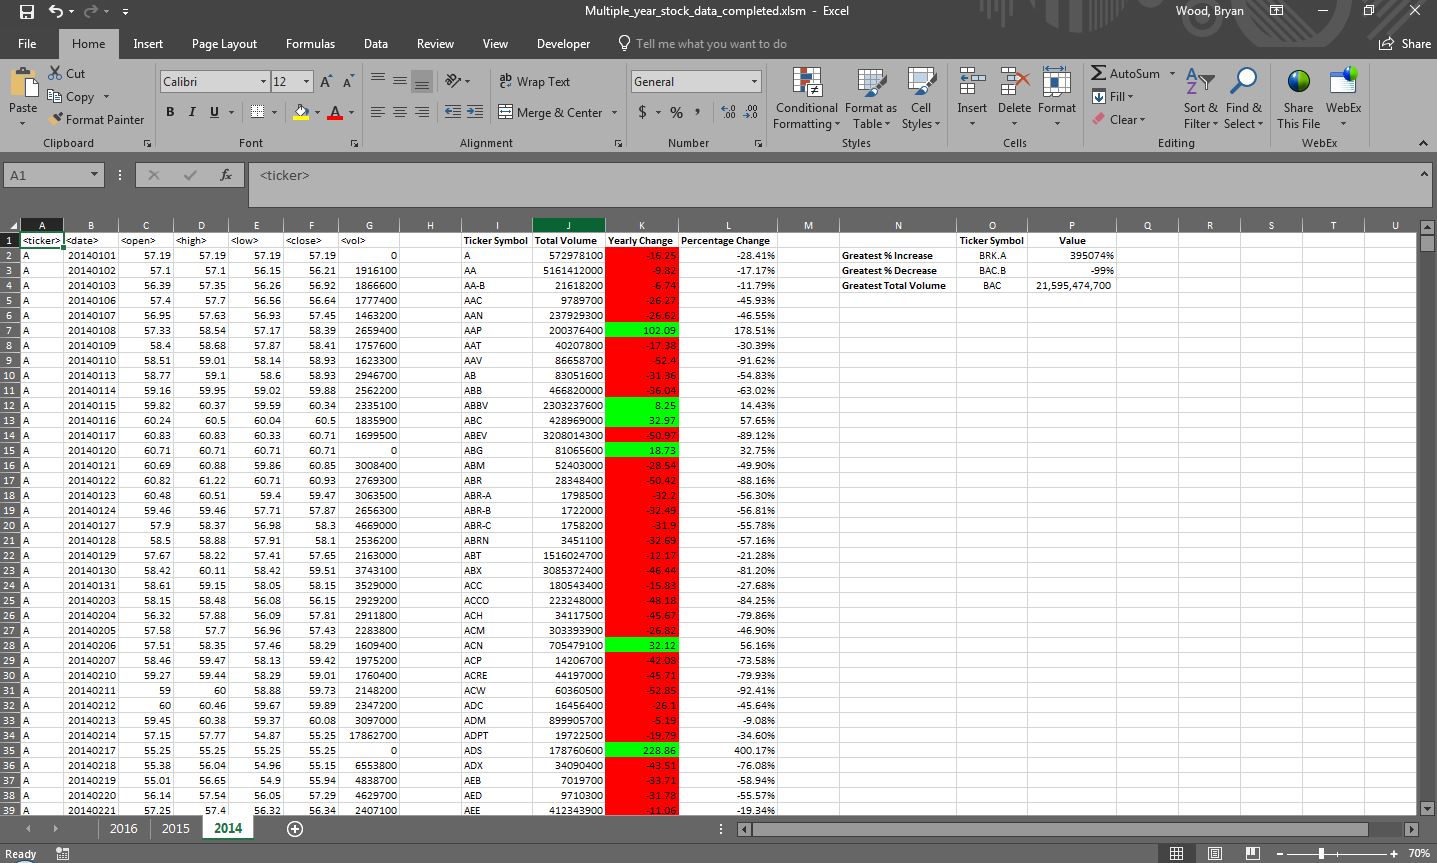 Multiple_year_stock_data_completed.xlsm - Excel
Wood, Bryan
File Home Insert Page Layout Formulas Data Review View Developer Tell me what you want to do Share
Paste
Cut
Copy
Format Painter
Clipboard
Calibri 12
B I U
Font
Wrap Text
Merge & Center
Alignment
General
$ % ,
Number
Conditional Formatting
Format as Table
Cell Styles
Styles
Insert Delete Format
Cells
AutoSum
Fill
Clear
Sort & Filter
Find & Select
Editing
Share This File
WebEx
WebEx
A1 fx <ticker>
A B C D E F G H I J K L M N O P Q R S T U
1 <ticker> <date> <open> <high> <low> <close> <vol> Ticker Symbol Total Volume Yearly Change Percentage Change Ticker Symbol Value
2 A 20140101 57.19 57.19 57.19 57.19 0 A 572978100 -16.25 -28.41% Greatest % Increase BRK.A 395074%
3 A 20140102 57.1 57.1 56.15 56.21 1916100 AA 5161412000 -9.82 -17.17% Greatest % Decrease BAC.B -99%
4 A 20140103 56.39 57.35 56.26 56.92 1866600 AA-B 21618200 -6.74 -11.79% Greatest Total Volume BAC 21,595,474,700
5 A 20140106 57.4 57.7 56.56 56.64 1777400 AAC 9789700 -26.27 -45.93%
6 A 20140107 56.95 57.63 56.93 57.45 1463200 AAN 237929300 -26.62 -46.55%
7 A 20140108 57.33 58.54 57.17 58.39 2659400 AAP 200376400 102.09 178.51%
8 A 20140109 58.4 58.68 57.87 58.41 1757600 AAT 40207800 -17.38 -30.39%
9 A 20140110 58.51 59.01 58.14 58.93 1623300 AAV 86658700 -52.4 -91.62%
10 A 20140113 58.77 59.1 58.6 58.93 2946700 AB 83051600 -31.36 -54.83%
11 A 20140114 59.16 59.95 59.02 59.88 2562200 ABB 466820000 -36.04 -63.02%
12 A 20140115 59.82 60.37 59.59 60.34 2335100 ABBV 2303237600 8.25 14.43%
13 A 20140116 60.24 60.5 60.04 60.5 1835900 ABC 428969000 32.97 57.65%
14 A 20140117 60.83 60.83 60.33 60.71 1699500 ABEV 3208014300 -50.97 -89.12%
15 A 20140120 60.71 60.71 60.71 60.71 0 ABG 81065600 18.73 32.75%
16 A 20140121 60.69 60.88 59.86 60.85 3008400 ABM 52403000 -28.54 -49.90%
17 A 20140122 60.82 61.22 60.71 60.93 2769300 ABR 28348400 -50.42 -88.16%
18 A 20140123 60.48 60.51 59.4 59.47 3063500 ABR-A 1798500 -32.2 -56.30%
19 A 20140124 59.46 59.46 57.71 57.87 2656300 ABR-B 1722000 -32.49 -56.81%
20 A 20140127 57.9 58.37 56.98 58.3 4669000 ABR-C 1758200 -31.9 -55.78%
21 A 20140128 58.5 58.88 57.91 58.1 2536200 ABRN 3451100 -32.69 -57.16%
22 A 20140129 57.67 58.22 57.41 57.65 2163000 ABT 1516024700 -12.17 -21.28%
23 A 20140130 58.42 60.11 58.42 59.51 3743100 ABX 3085372400 -46.44 -81.20%
24 A 20140131 58.61 59.15 58.05 58.15 3529000 ACC 180543400 -15.83 -27.68%
25 A 20140203 58.15 58.48 56.08 56.15 2929200 ACCO 223248000 -48.18 -84.25%
26 A 20140204 56.32 57.88 56.09 57.81 2911800 ACH 34117500 -45.67 -79.86%
27 A 20140205 57.58 57.7 56.96 57.43 2283800 ACM 303393900 -26.82 -46.90%
28 A 20140206 57.51 58.35 57.46 58.29 1609400 ACN 705479100 32.12 56.16%
29 A 20140207 58.46 59.47 58.13 59.42 1975200 ACP 14206700 -42.08 -73.58%
30 A 20140210 59.27 59.44 58.29 59.01 1760400 ACRE 44197000 -45.71 -79.93%
31 A 20140211 59 60 58.88 59.73 2148200 ACW 60360500 -52.85 -92.41%
32 A 20140212 60 60.46 59.67 59.89 2347200 ADC 16456400 -26.1 -45.64%
33 A 20140213 59.45 60.38 59.37 60.08 3097000 ADM 899905700 -5.19 -9.08%
34 A 20140214 57.15 57.77 54.87 55.25 17862700 ADPT 19722500 -19.79 -34.60%
35 A 20140217 55.25 55.25 55.25 55.25 0 ADS 178760600 228.86 400.17%
36 A 20140218 55.38 56.04 54.96 55.15 6553800 ADX 34090400 -43.51 -76.08%
37 A 20140219 55.01 56.65 54.9 55.94 4838700 AEB 7019700 -33.71 -58.94%
38 A 20140220 56.14 57.54 56.05 57.29 4629700 AED 9710300 -31.78 -55.57%
39 A 20140221 57.25 57.4 56.32 56.34 2407100 AEE 412343900 -11.06 -19.34%
2016 2015 2014
Ready 70%